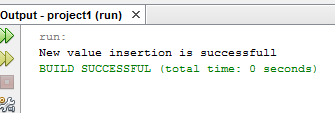 Output - project1 (run)
run:
New value insertion is successfull
BUILD SUCCESSFUL (total time: 0 seconds)